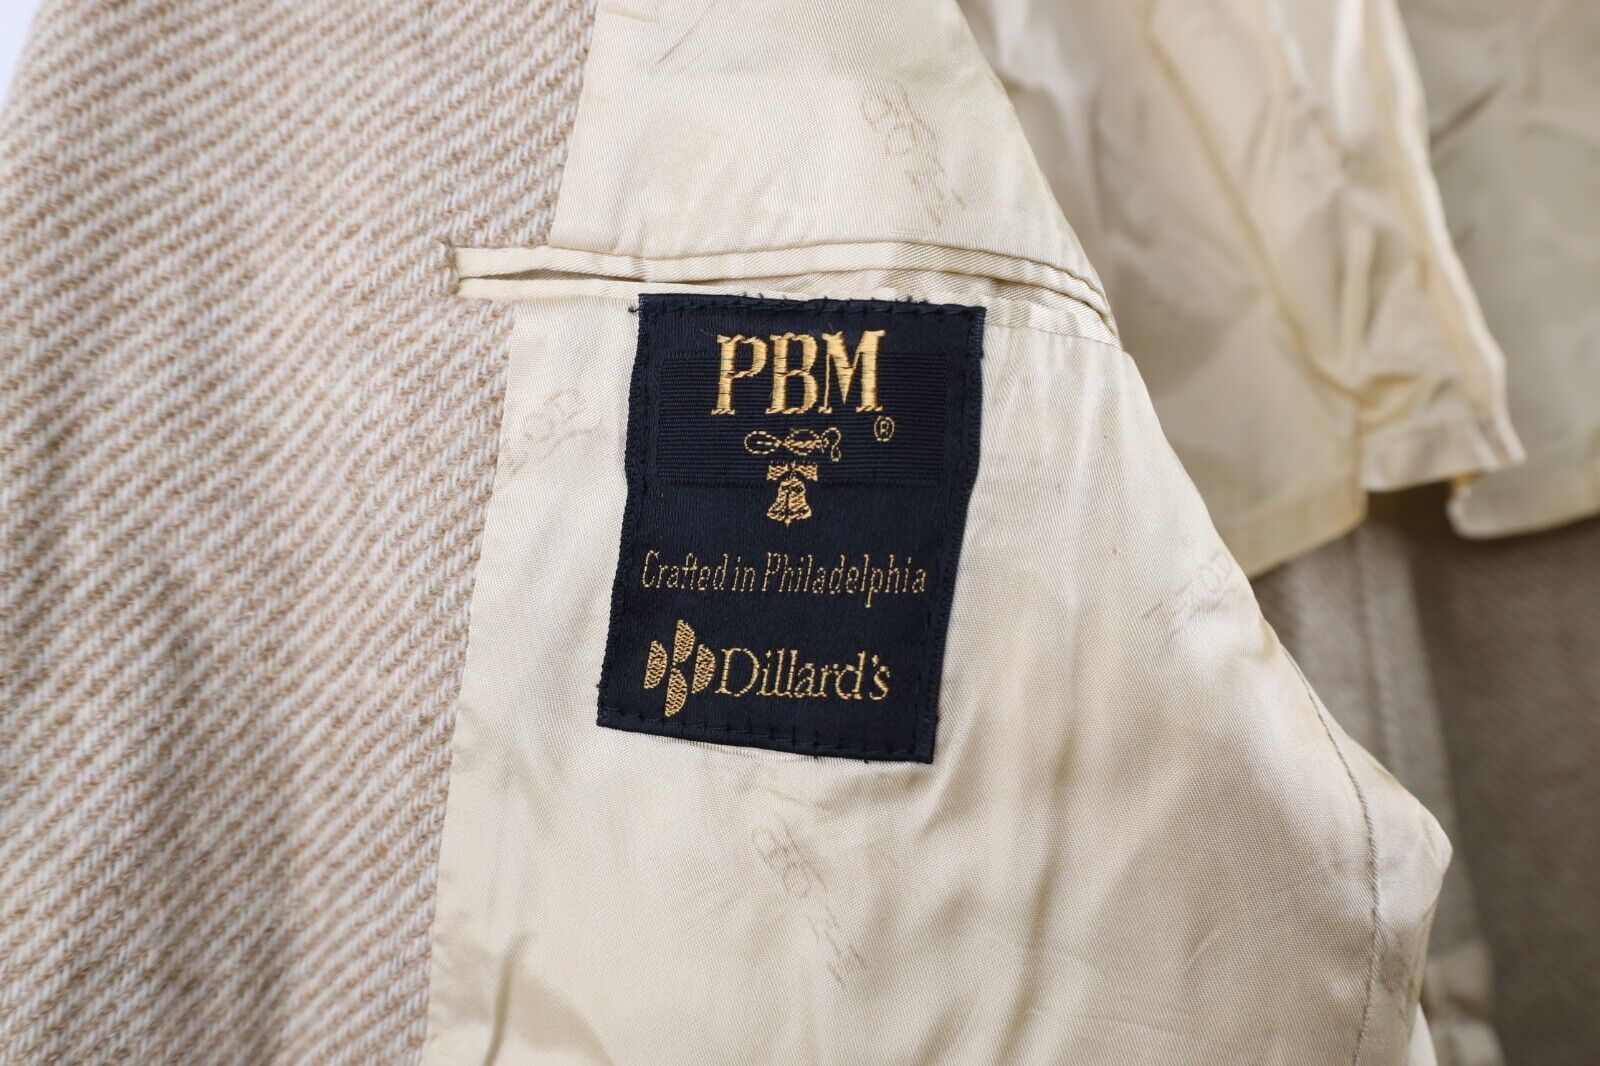 PBM
®
Crafted in Philadelphia
Dillard's